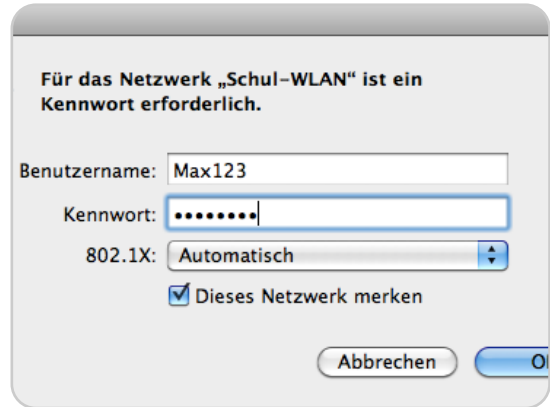 Für das Netzwerk „Schul-WLAN“ ist ein
Kennwort erforderlich.
Benutzername: Max123
Kennwort: ••••••••
802.1X: Automatisch
Dieses Netzwerk merken
Abbrechen